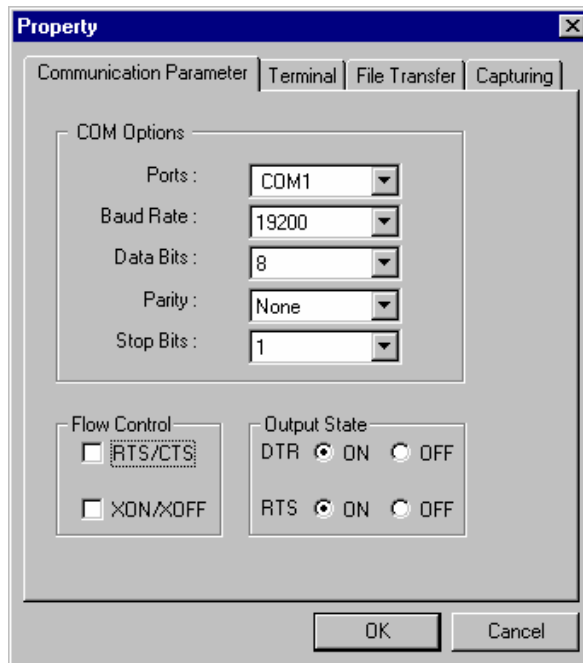 Property
Communication Parameter Terminal File Transfer Capturing
COM Options
Ports : COM1
Baud Rate : 19200
Data Bits : 8
Parity : None
Stop Bits : 1
Flow Control
RTS/CTS
XON/XOFF
Output State
DTR ON OFF
RTS ON OFF
OK Cancel